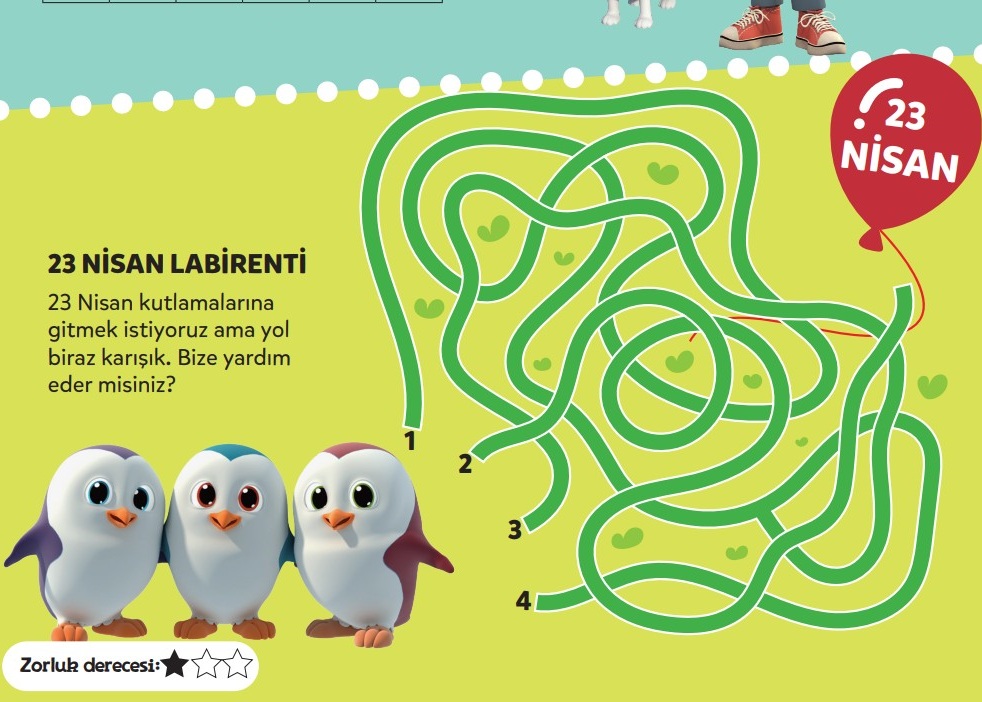 23
NİSAN
23 NİSAN LABİRENTİ
23 Nisan kutlamalarına
gitmek istiyoruz ama yol
biraz karışık. Bize yardım
eder misiniz?
1
2
3
4
Zorluk derecesi: